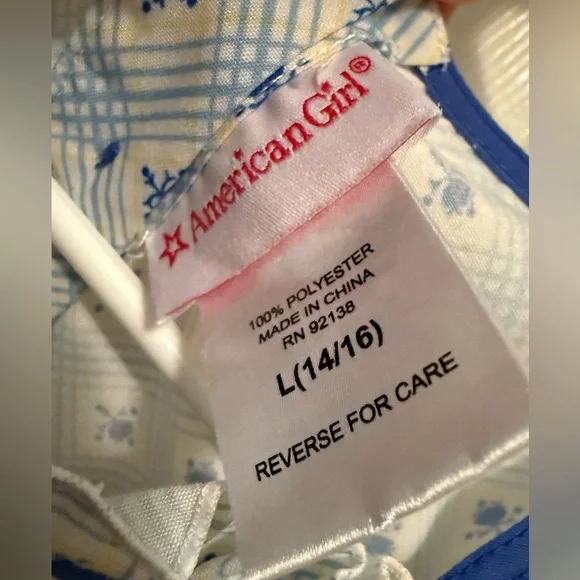 ☆ American Girl®
100% POLYESTER
MADE IN CHINA
RN 92138
L(14/16)
REVERSE FOR CARE